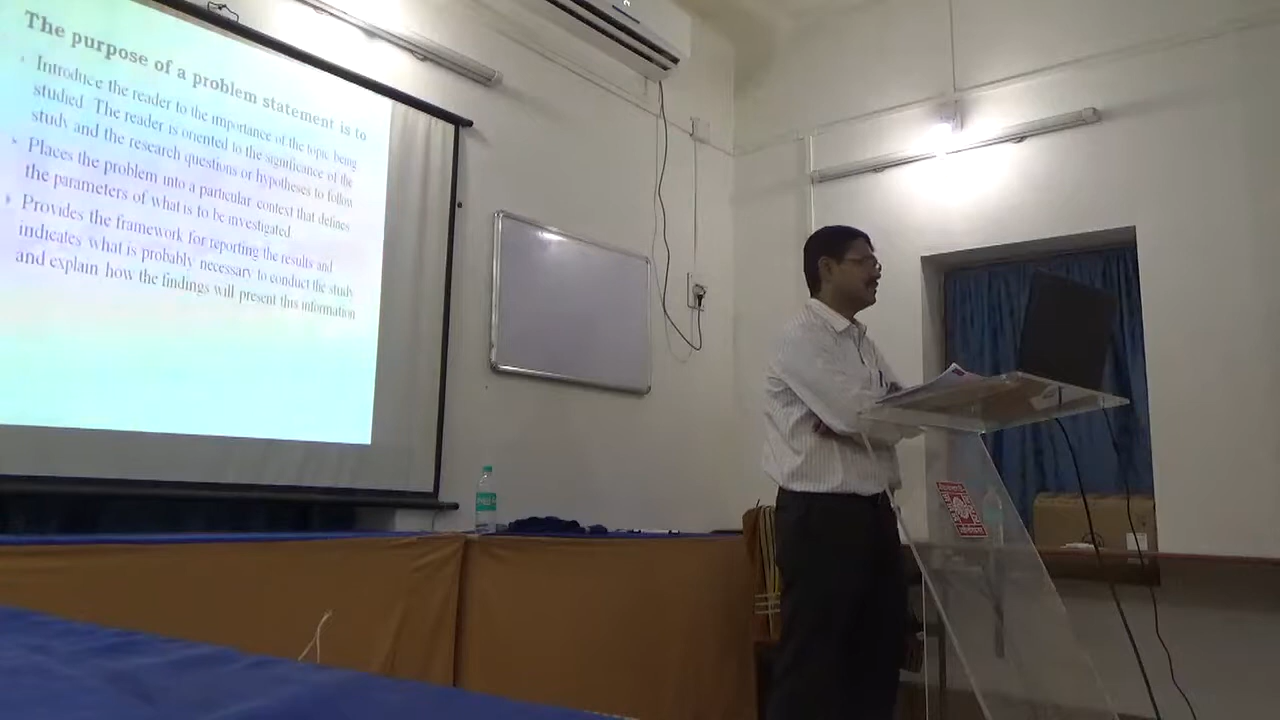 The purpose of a problem statement is to
Introduce the reader to the importance of the topic being
studied. The reader is oriented to the significance of the
study and the research questions or hypotheses to follow
Places the problem into a particular context that defines
the parameters of what is to be investigated.
Provides the framework for reporting the results and
indicates what is probably necessary to conduct the study
and explain how the findings will present this information